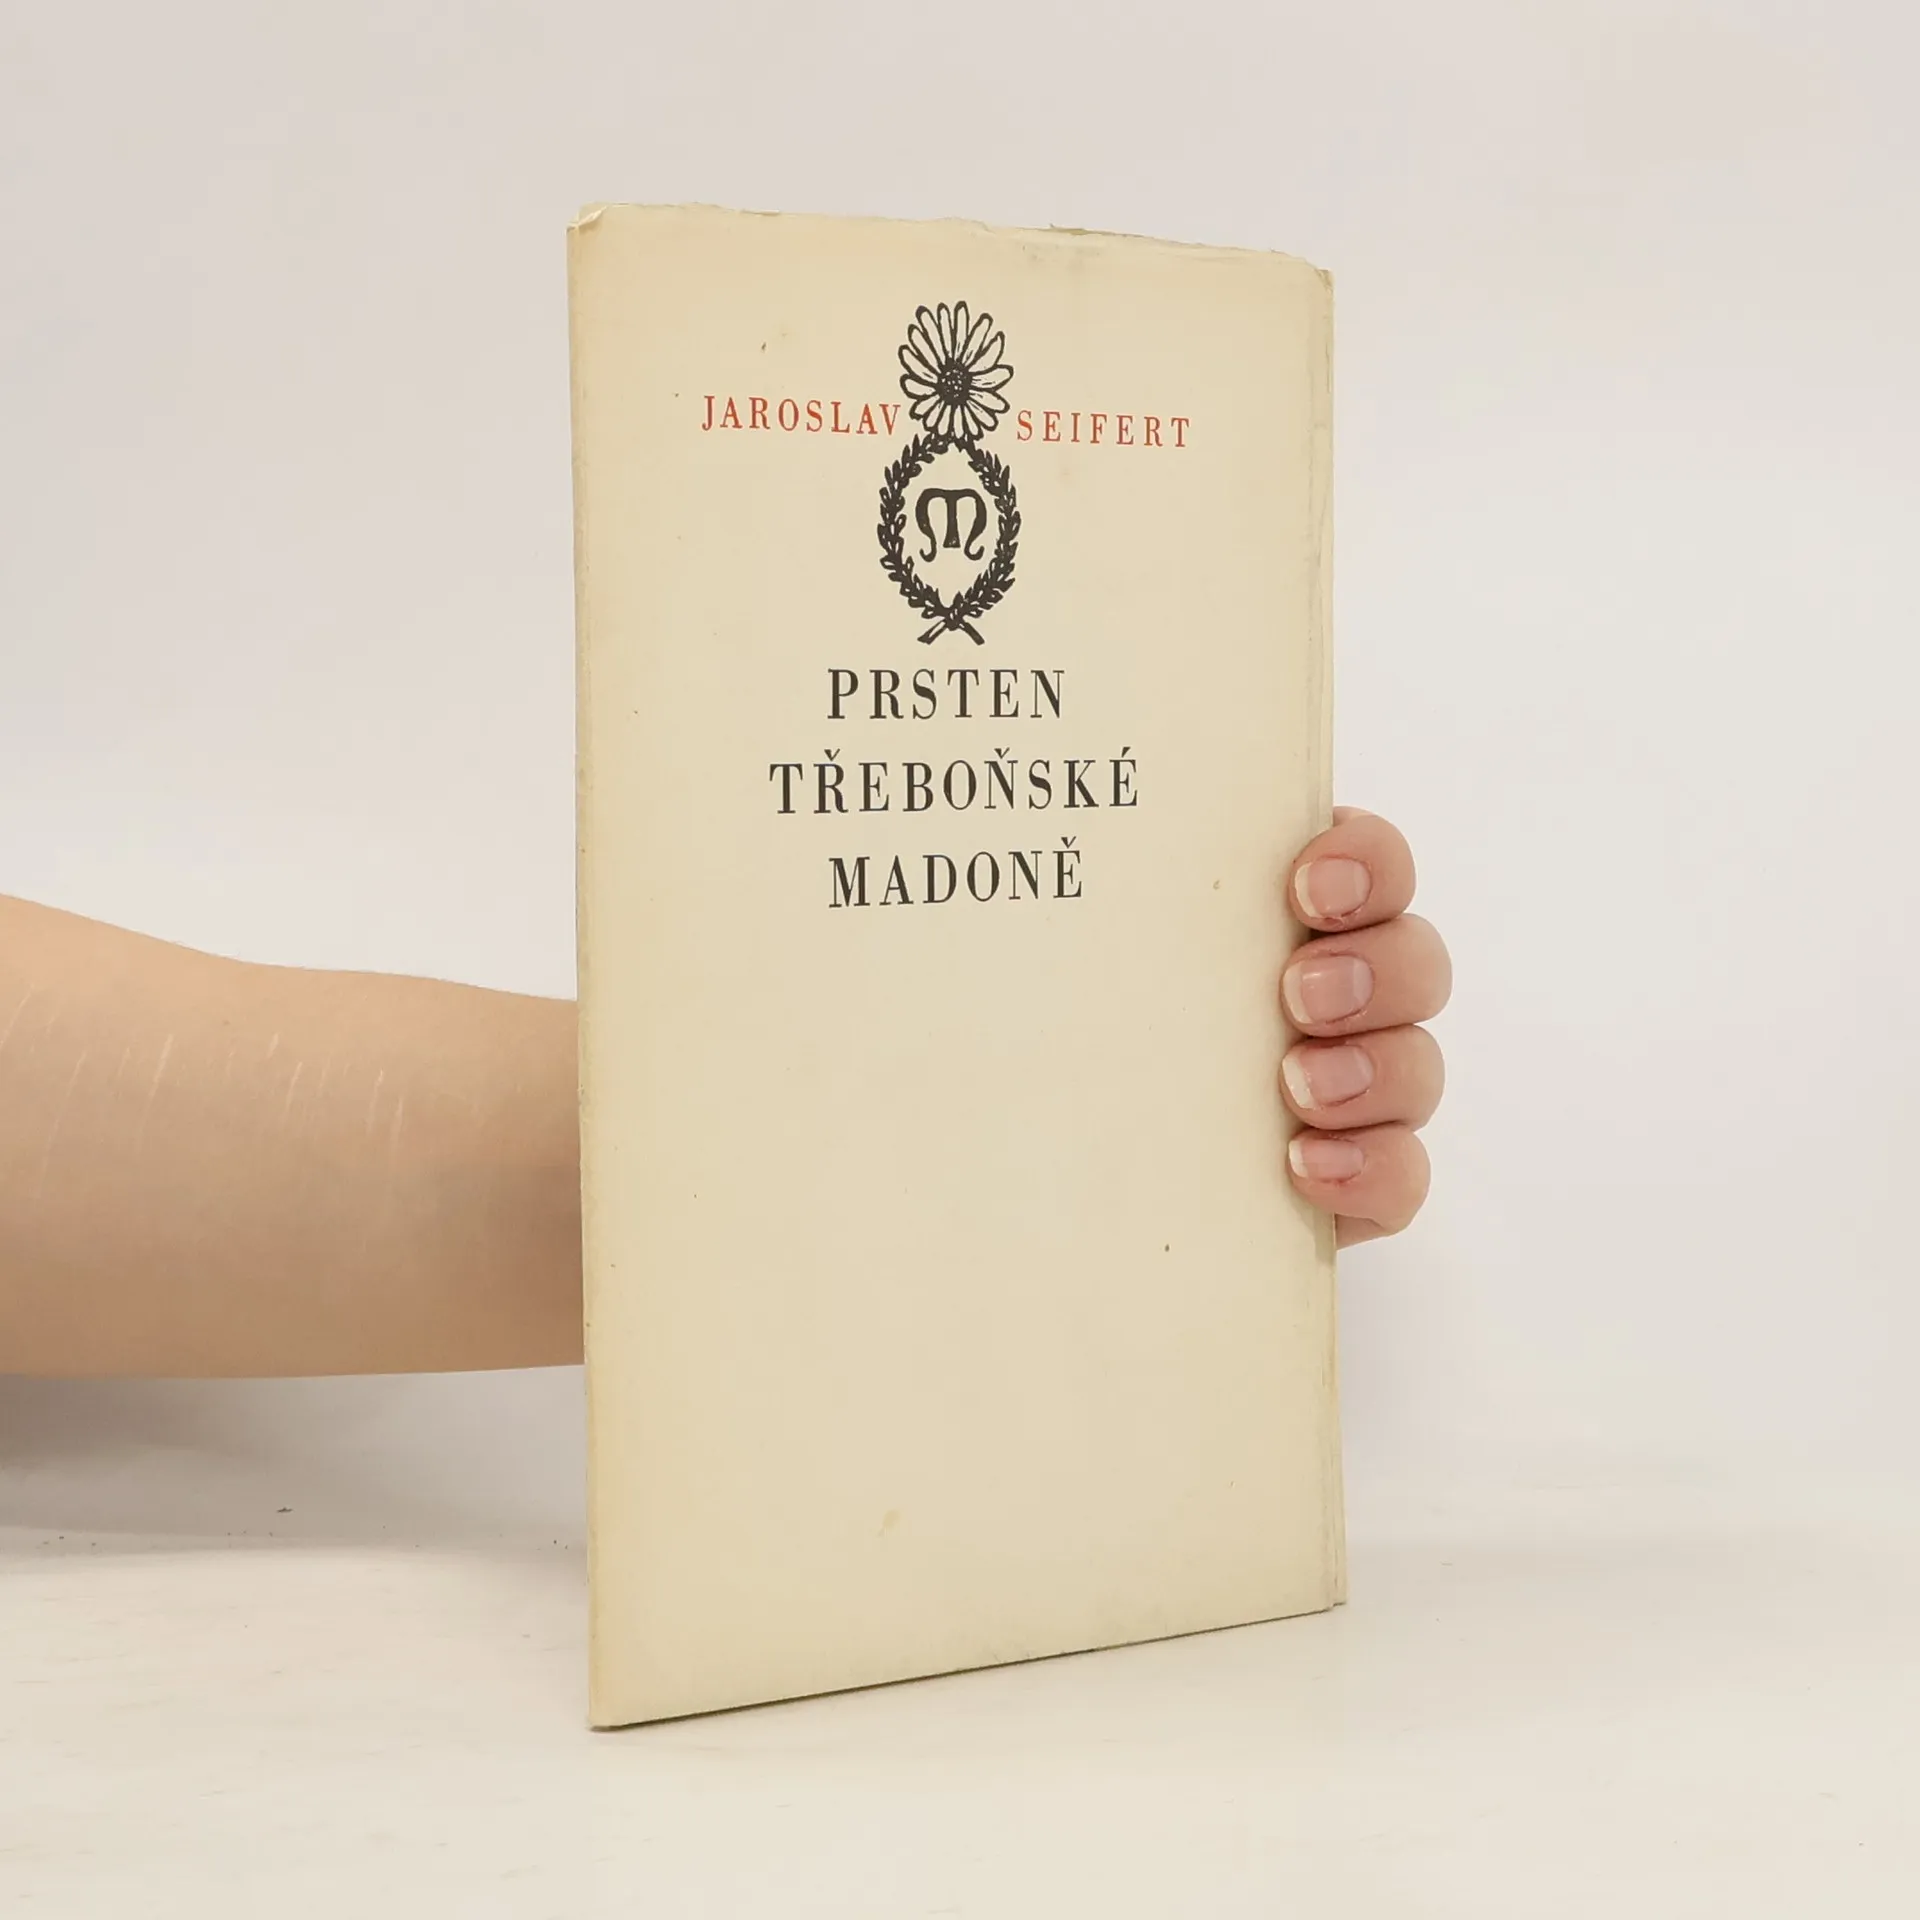 JAROSLAV SEIFERT
M
PRSTEN
TŘEBOŇSKÉ
MADONĚ